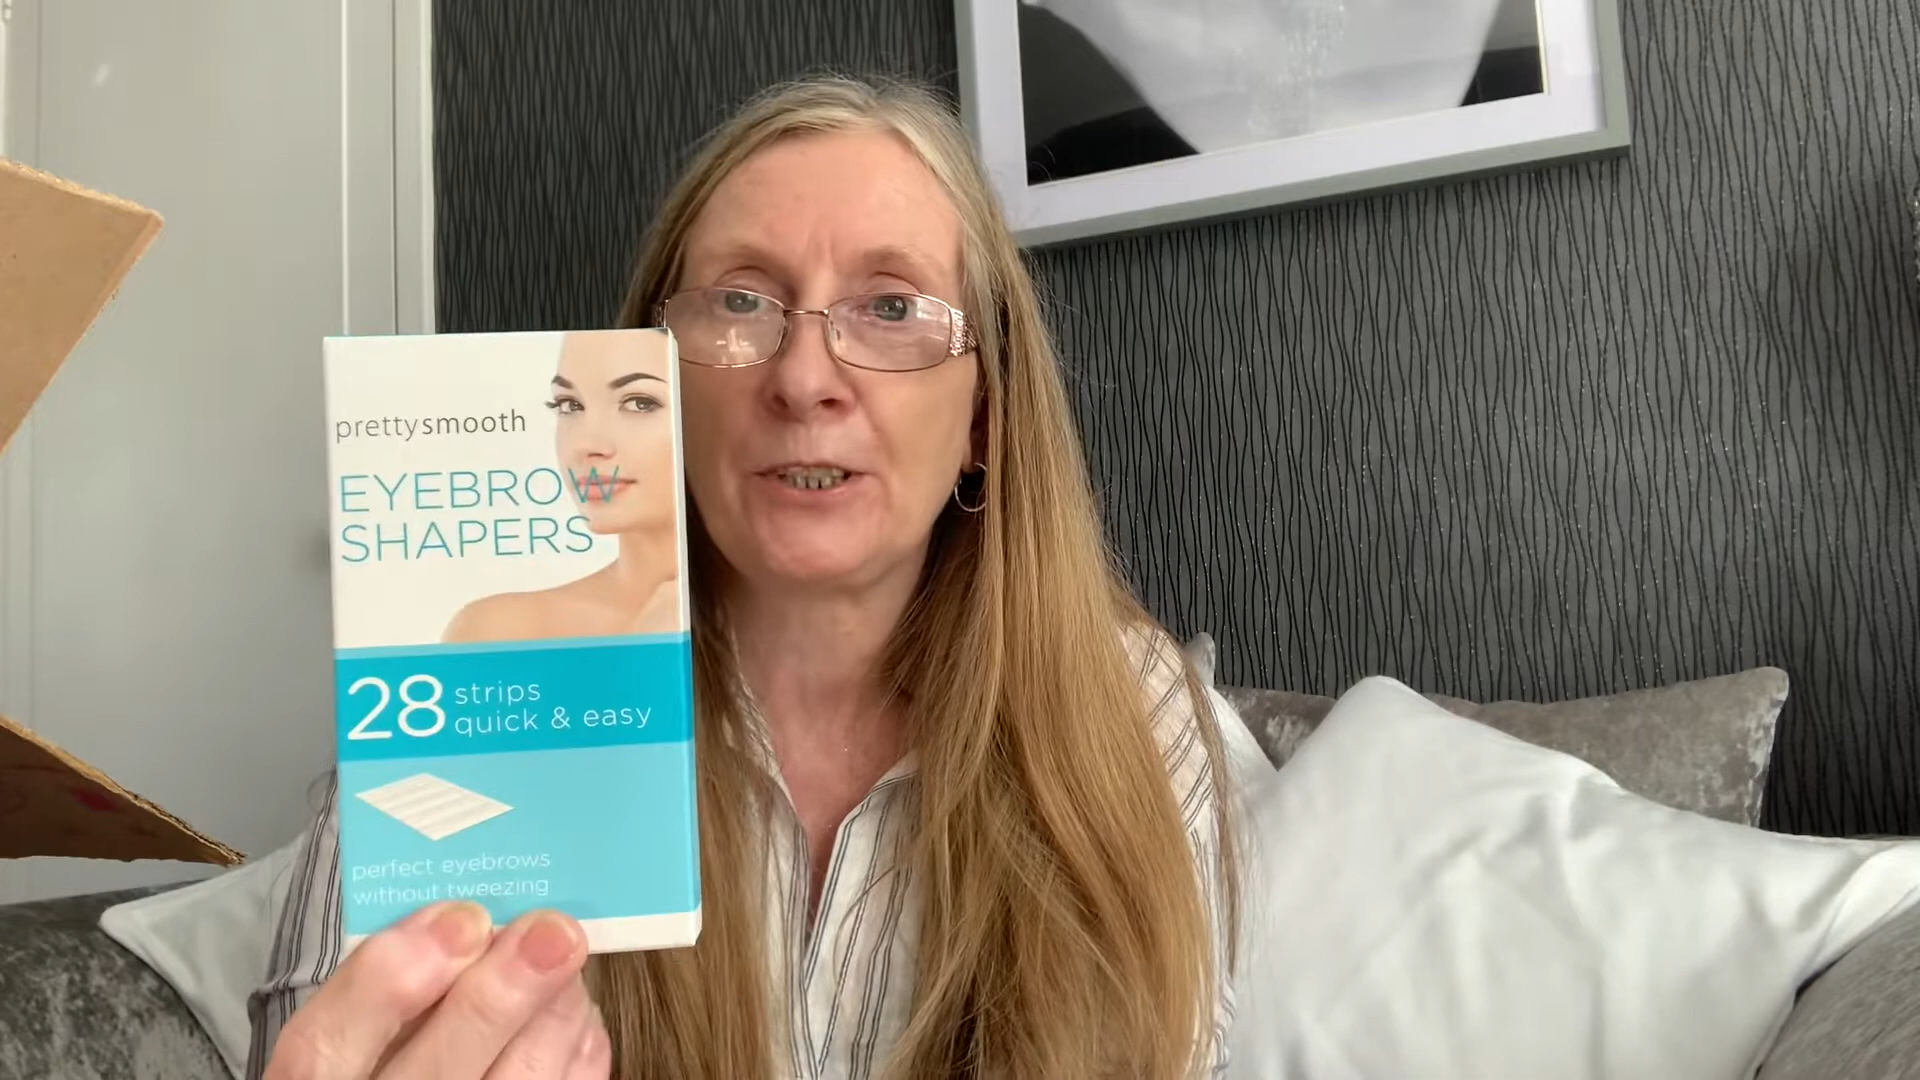 prettysmooth
EYEBROW
SHAPERS
28 strips
quick & easy
perfect eyebrows
without tweezing